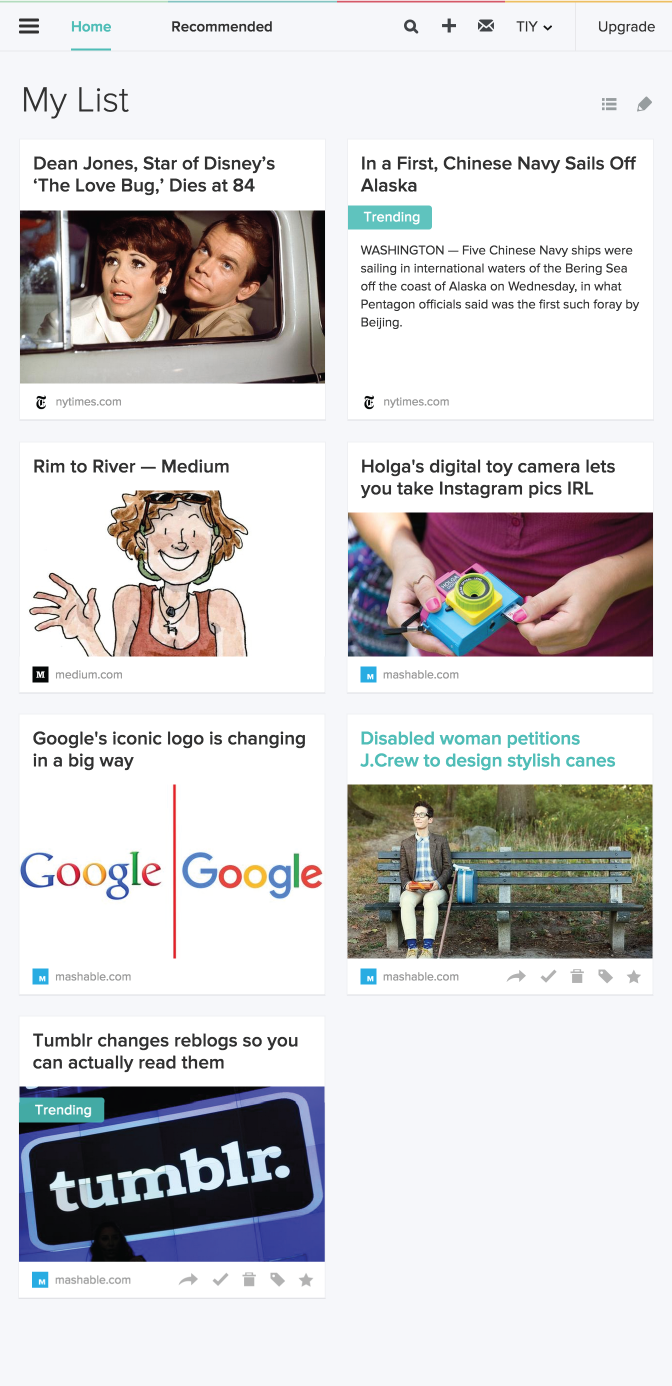 Home Recommended TIY Upgrade
My List
Dean Jones, Star of Disney’s
‘The Love Bug,’ Dies at 84
nytimes.com
In a First, Chinese Navy Sails Off
Alaska
Trending
WASHINGTON — Five Chinese Navy ships were
sailing in international waters of the Bering Sea
off the coast of Alaska on Wednesday, in what
Pentagon officials said was the first such foray by
Beijing.
nytimes.com
Rim to River — Medium
M medium.com
Holga's digital toy camera lets
you take Instagram pics IRL
HOLGA
M mashable.com
Google's iconic logo is changing
in a big way
Google Google
M mashable.com
Disabled woman petitions
J.Crew to design stylish canes
M mashable.com
Tumblr changes reblogs so you
can actually read them
Trending
tumblr.
M mashable.com